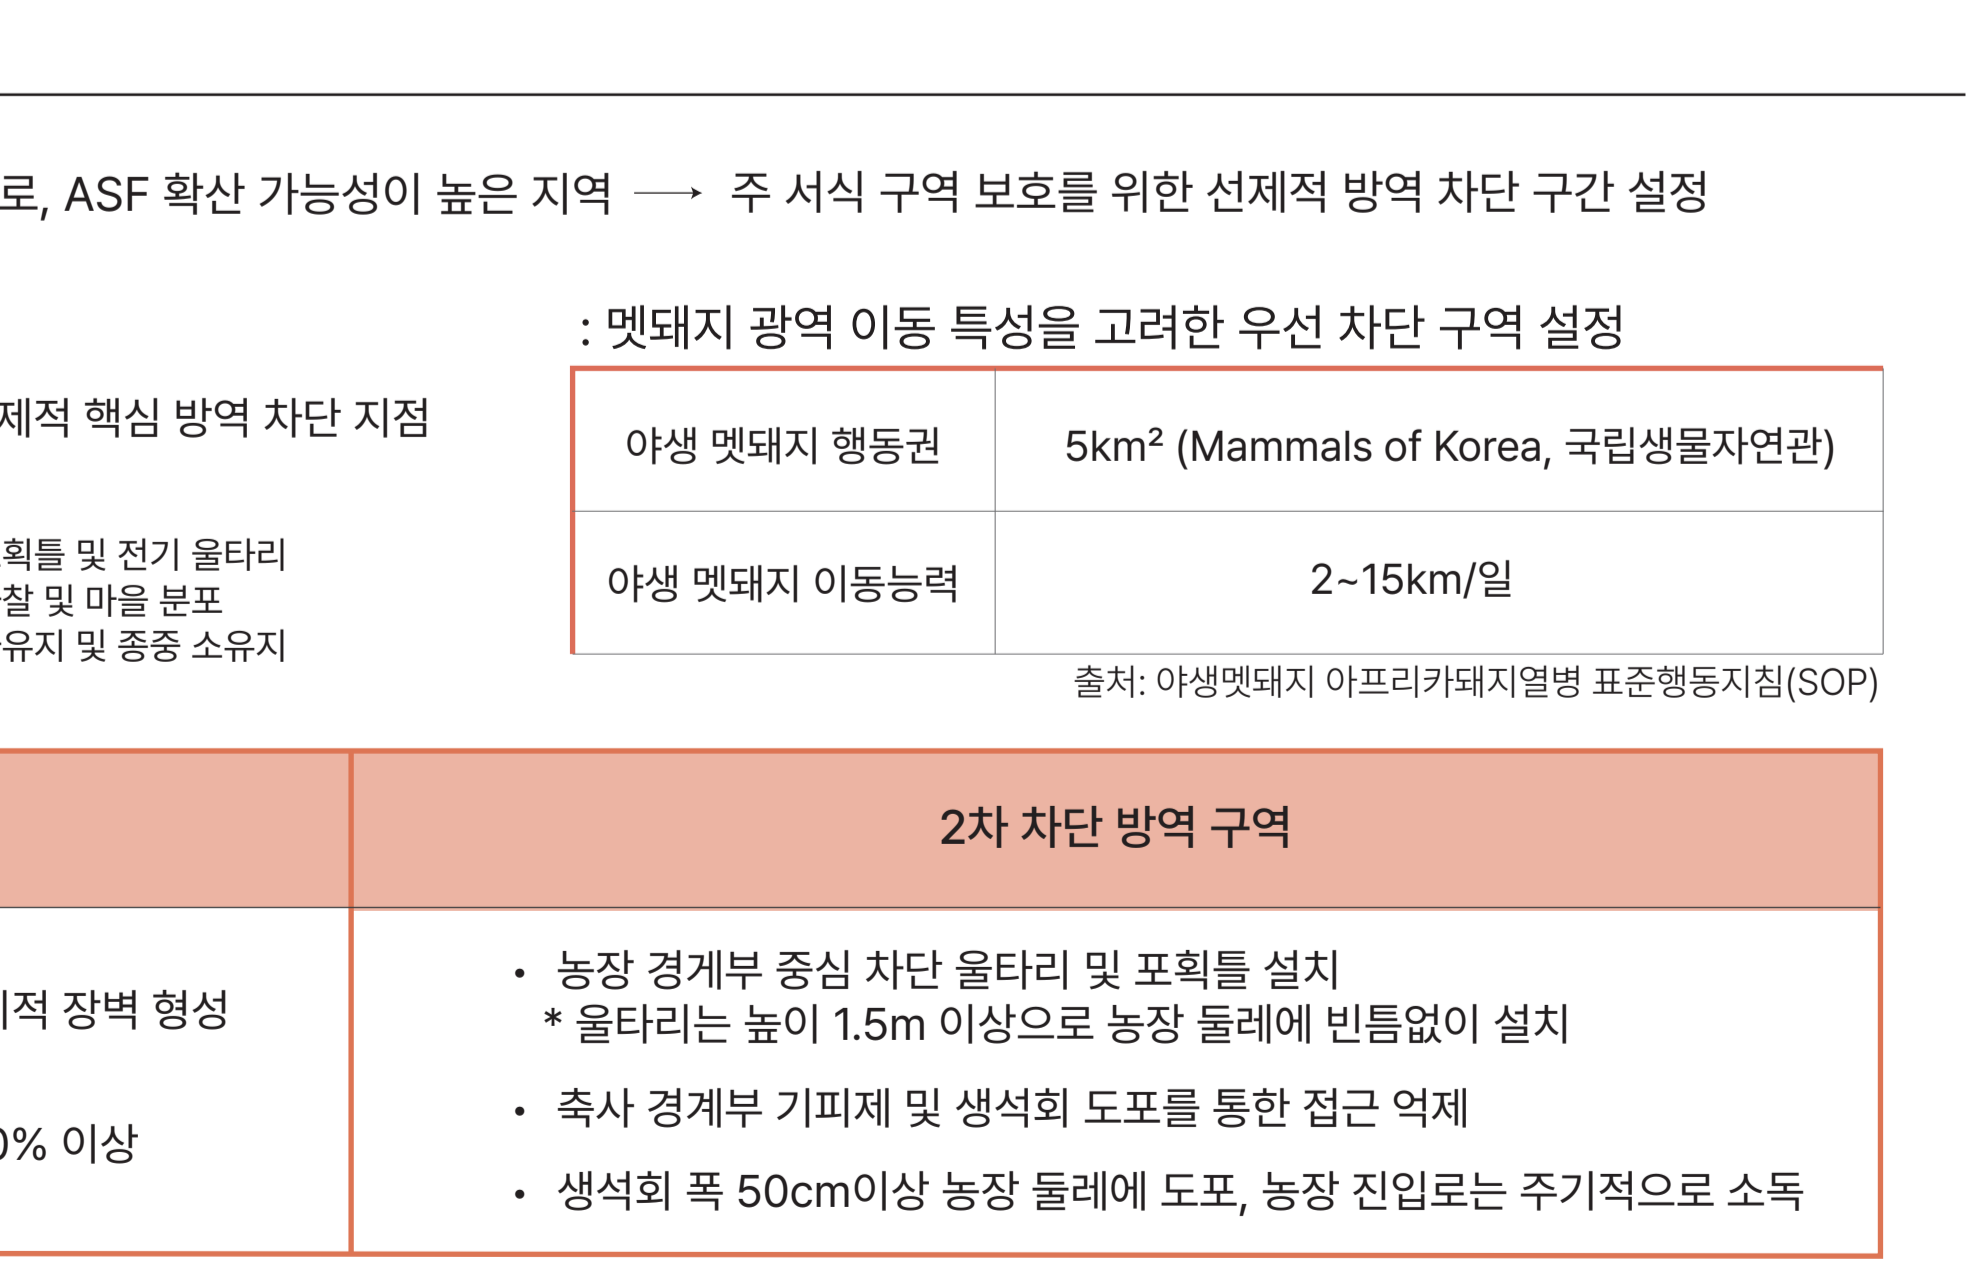 로, ASF 확산 가능성이 높은 지역 → 주 서식 구역 보호를 위한 선제적 방역 차단 구간 설정
: 멧돼지 광역 이동 특성을 고려한 우선 차단 구역 설정
제적 핵심 방역 차단 지점
야생 멧돼지 행동권 5km² (Mammals of Korea, 국립생물자연관)
획틀 및 전기 울타리
찰 및 마을 분포
유지 및 종중 소유지
야생 멧돼지 이동능력 2~15km/일
출처: 야생멧돼지 아프리카돼지열병 표준행동지침(SOP)
2차 차단 방역 구역
적 장벽 형성
0% 이상
• 농장 경게부 중심 차단 울타리 및 포획틀 설치
* 울타리는 높이 1.5m 이상으로 농장 둘레에 빈틈없이 설치
• 축사 경계부 기피제 및 생석회 도포를 통한 접근 억제
• 생석회 폭 50cm이상 농장 둘레에 도포, 농장 진입로는 주기적으로 소독